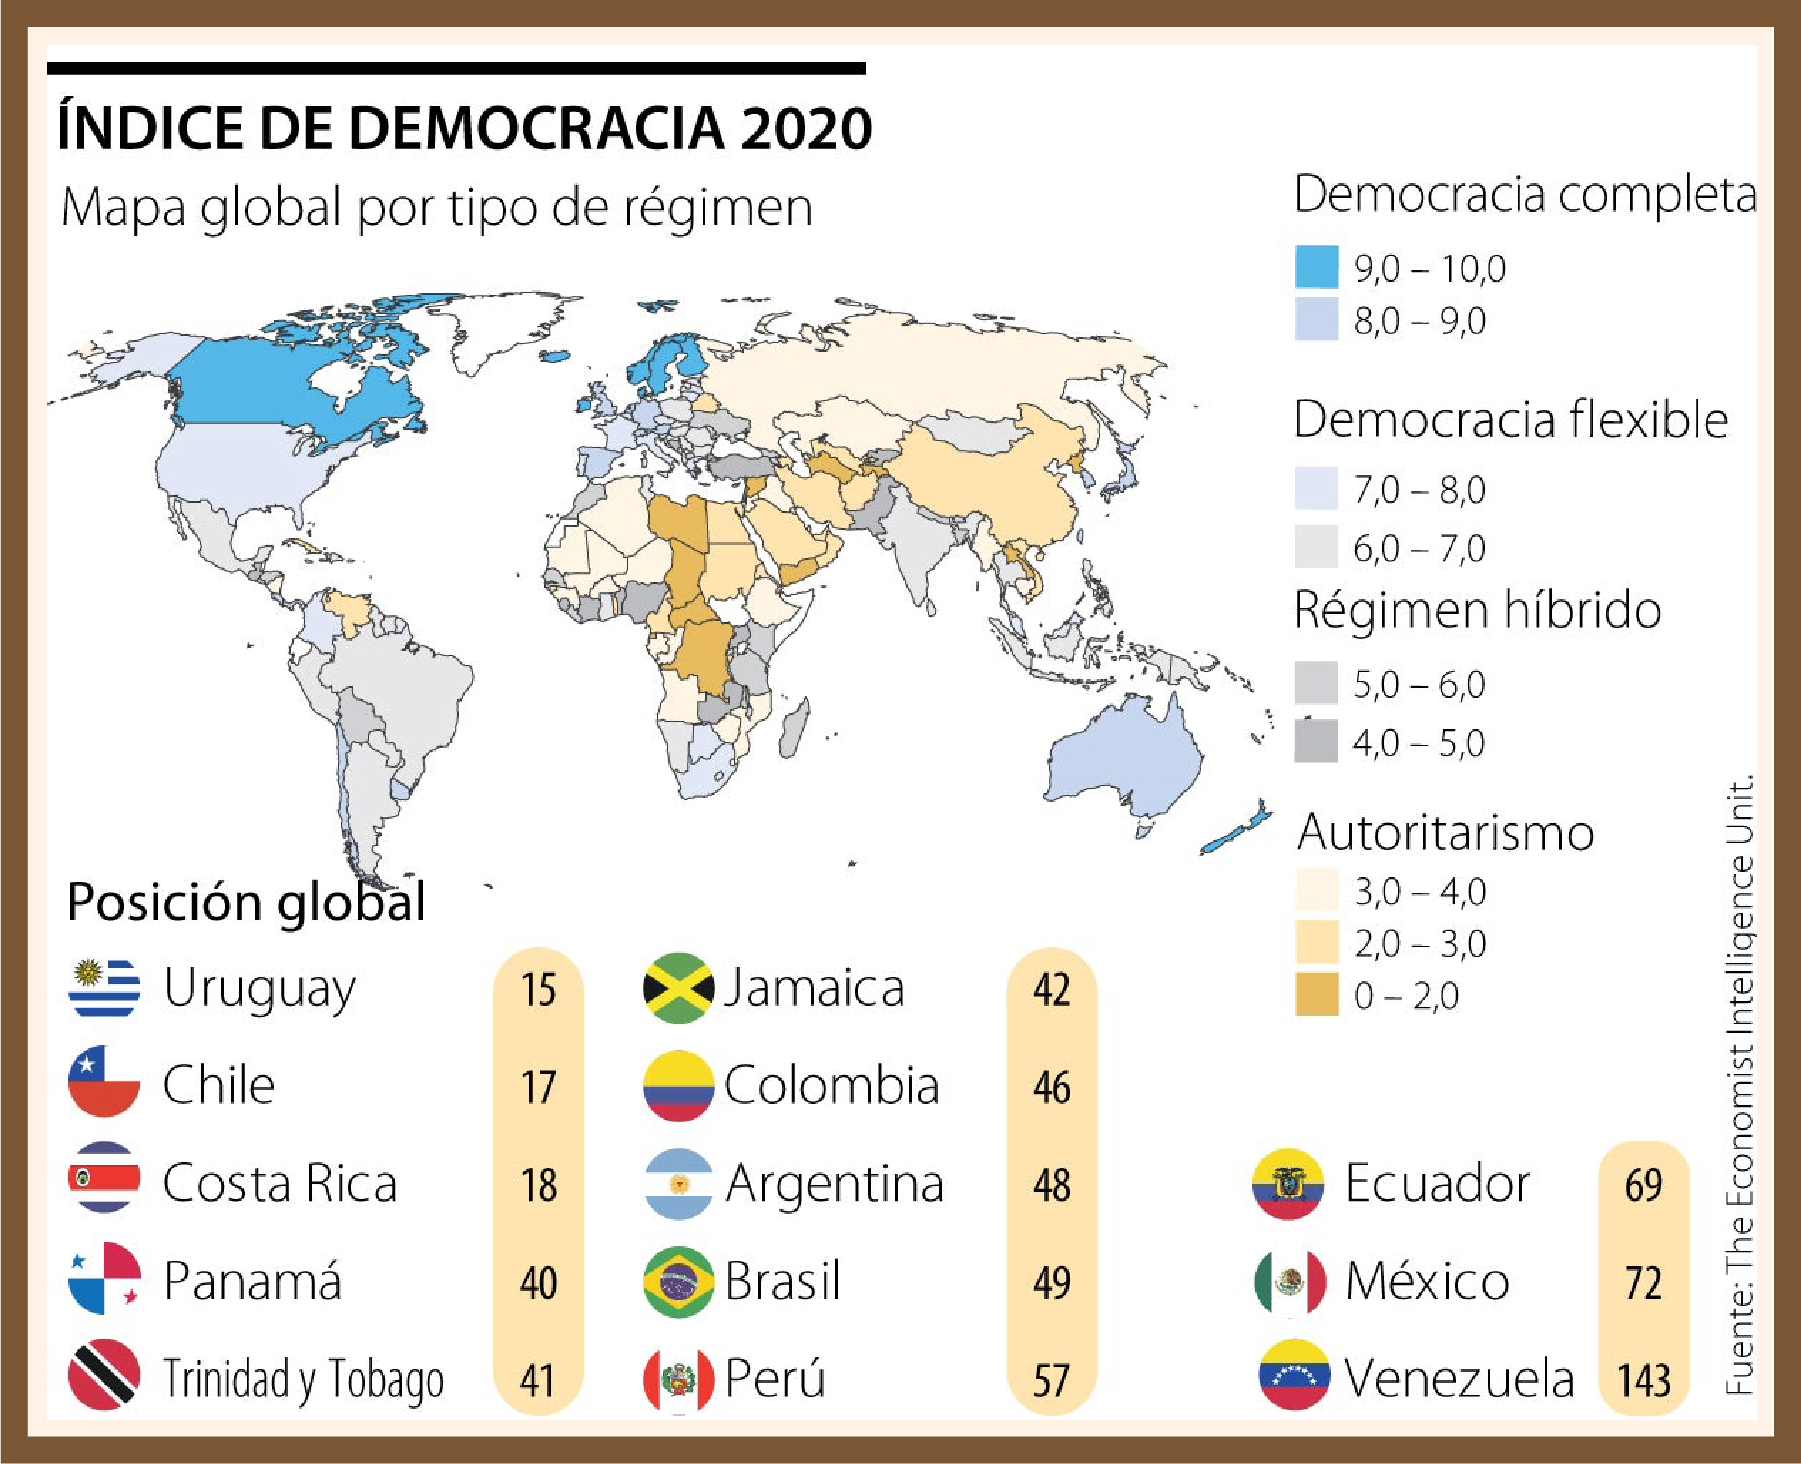 ÍNDICE DE DEMOCRACIA 2020
Mapa global por tipo de régimen
Democracia completa
9,0 – 10,0
8,0 – 9,0
Democracia flexible
7,0 – 8,0
6,0 – 7,0
Régimen híbrido
5,0 – 6,0
4,0 – 5,0
Autoritarismo
3,0 – 4,0
2,0 – 3,0
0 – 2,0
Posición global
Uruguay 15
Chile 17
Costa Rica 18
Panamá 40
Trinidad y Tobago 41
Jamaica 42
Colombia 46
Argentina 48
Brasil 49
Perú 57
Ecuador 69
México 72
Venezuela 143
Fuente: The Economist Intelligence Unit.